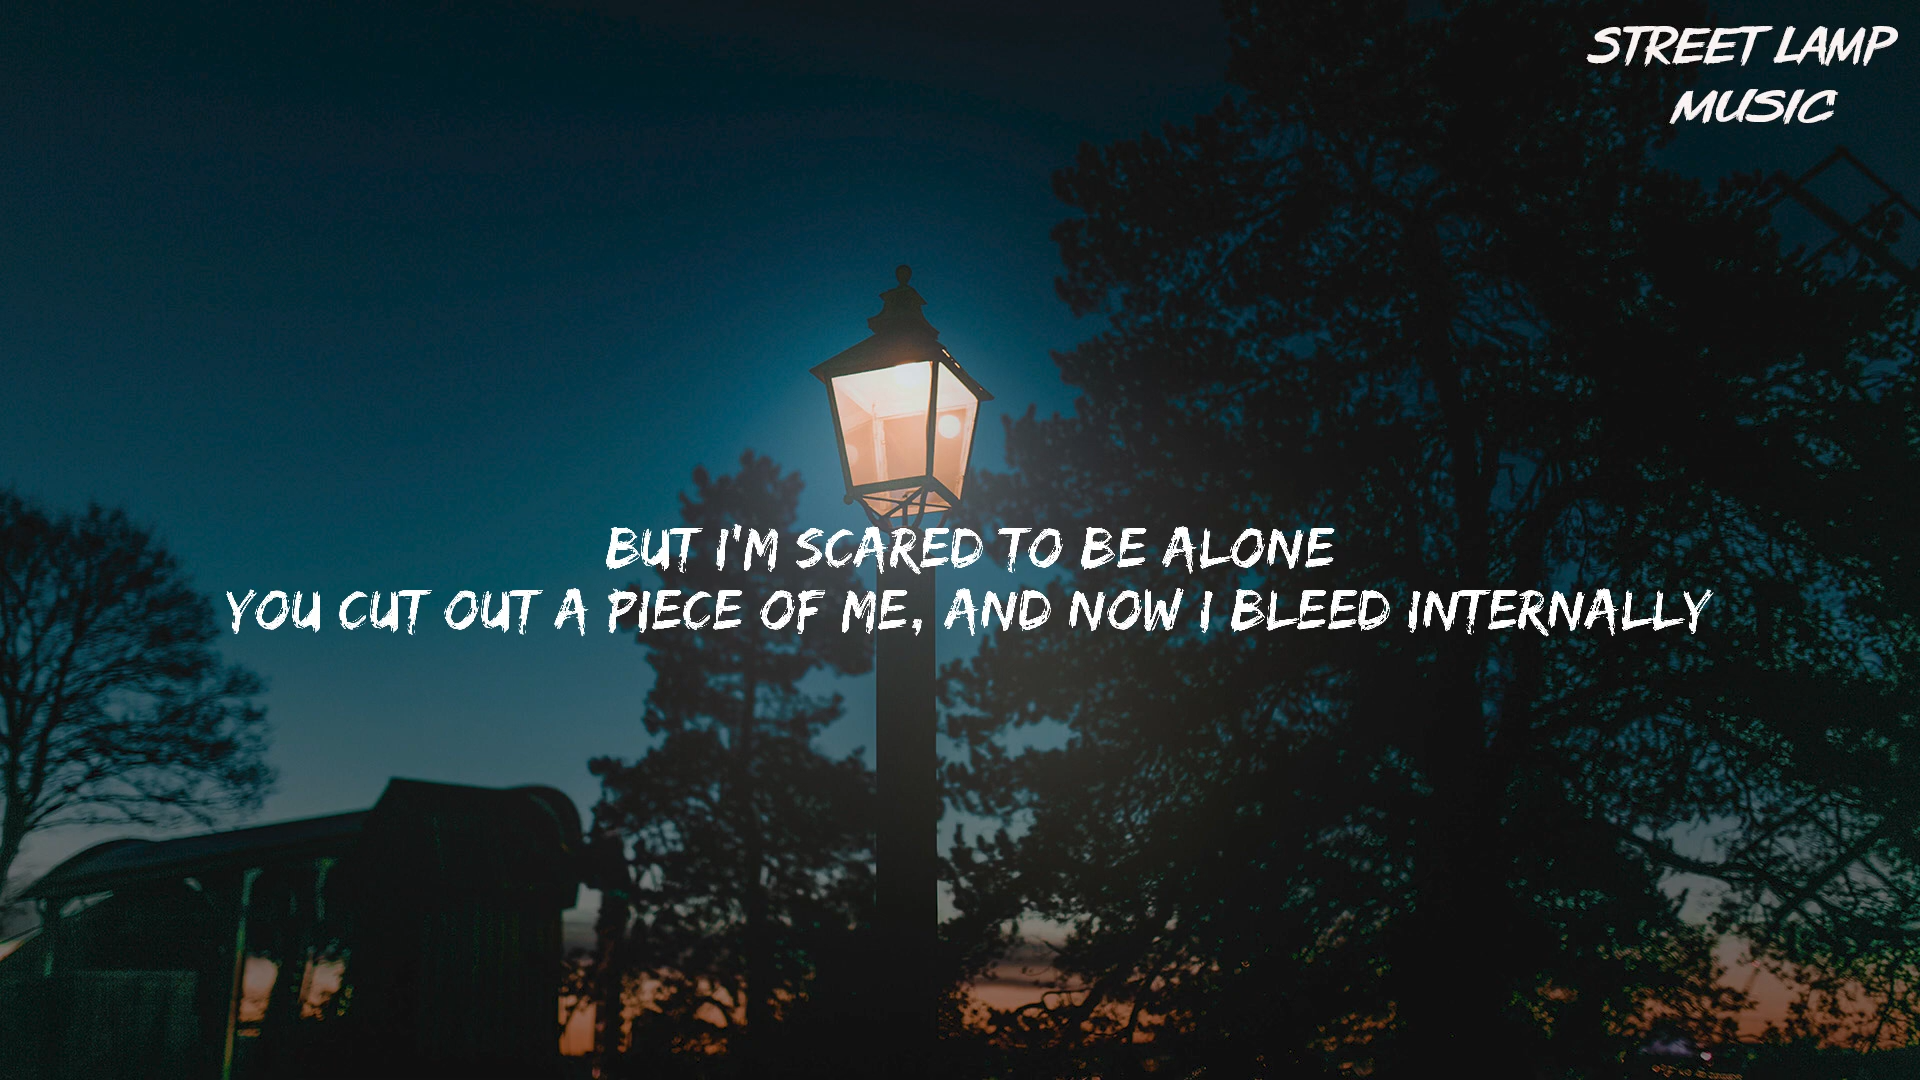 STREET LAMP
MUSIC
BUT I'M SCARED TO BE ALONE
YOU CUT OUT A PIECE OF ME, AND NOW I BLEED INTERNALLY